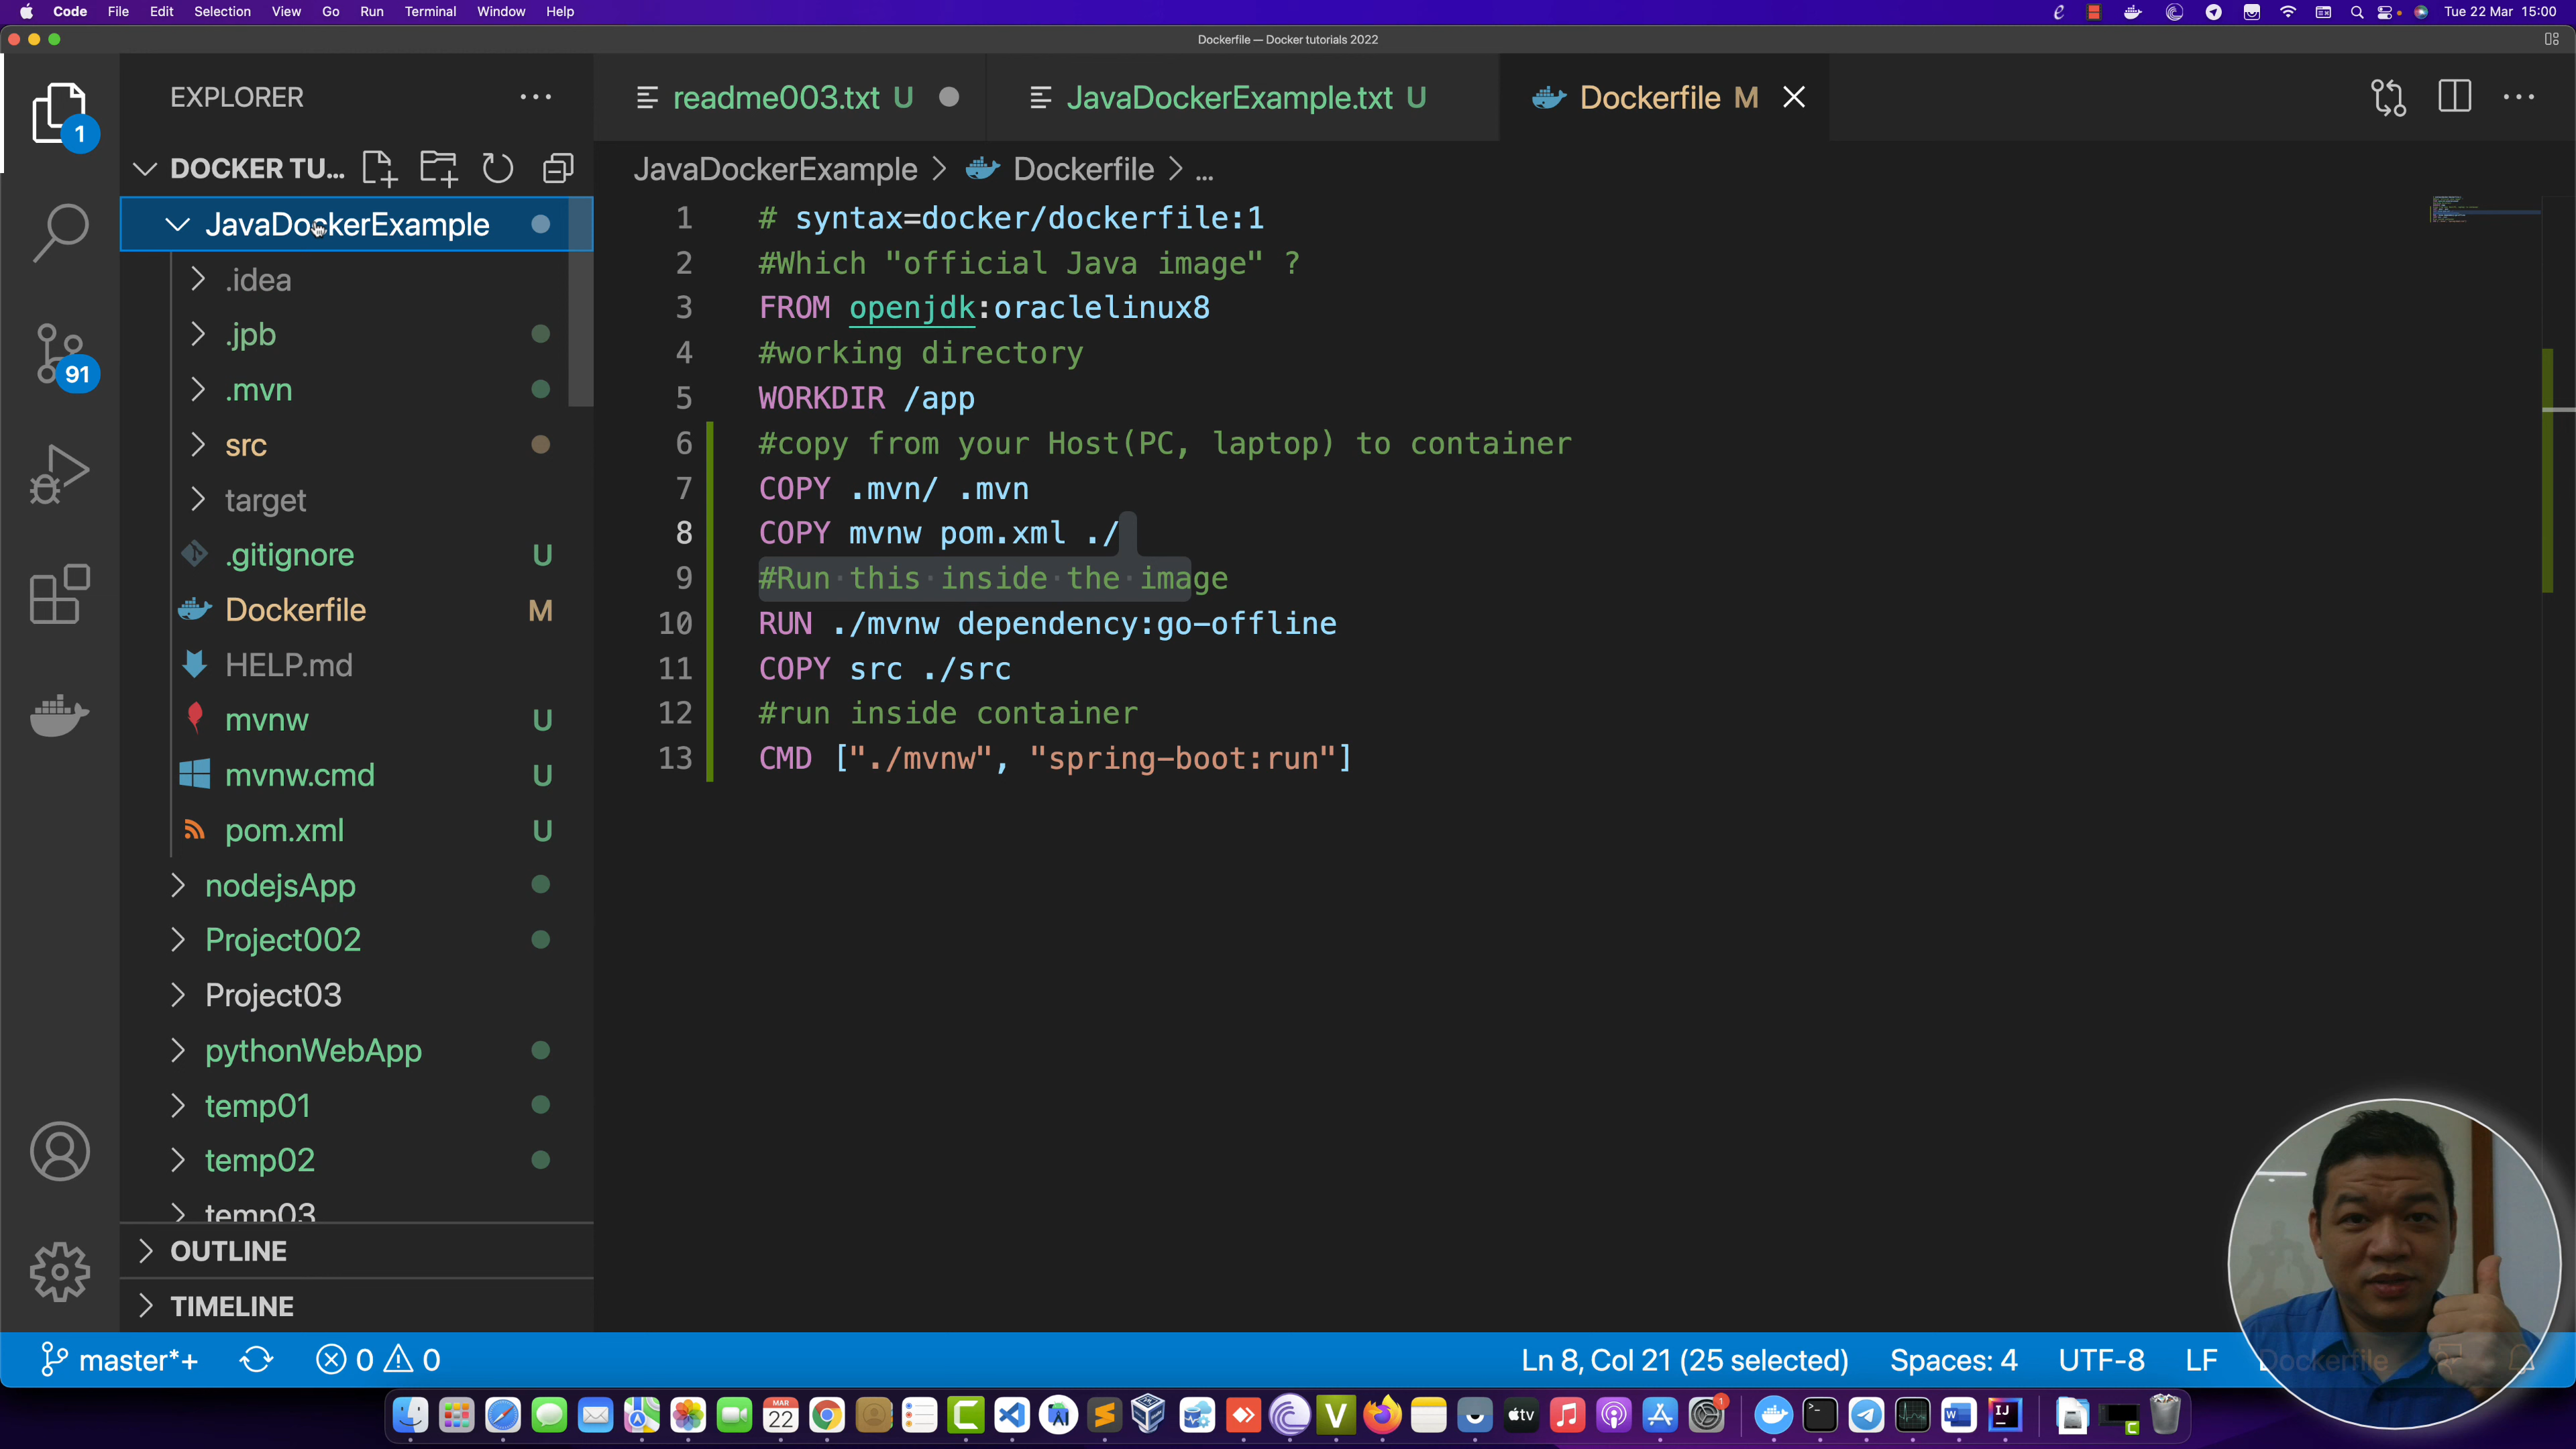 Code File Edit Selection View Go Run Terminal Window Help
Tue 22 Mar 15:00
Dockerfile — Docker tutorials 2022
EXPLORER
readme003.txt U
JavaDockerExample.txt U
Dockerfile M
DOCKER TU...
JavaDockerExample > Dockerfile > ...
JavaDockerExample
.idea
.jpb
.mvn
src
target
.gitignore U
Dockerfile M
HELP.md
mvnw U
mvnw.cmd U
pom.xml U
nodejsApp
Project002
Project03
pythonWebApp
temp01
temp02
temp03
OUTLINE
TIMELINE
1
91
1 # syntax=docker/dockerfile:1
2 #Which "official Java image" ?
3 FROM openjdk:oraclelinux8
4 #working directory
5 WORKDIR /app
6 #copy from your Host(PC, laptop) to container
7 COPY .mvn/ .mvn
8 COPY mvnw pom.xml ./
9 #Run this inside the image
10 RUN ./mvnw dependency:go-offline
11 COPY src ./src
12 #run inside container
13 CMD ["./mvnw", "spring-boot:run"]
master*+ 0 0
Ln 8, Col 21 (25 selected) Spaces: 4 UTF-8 LF Dockerfile
MAR
22
tv
1
IJ